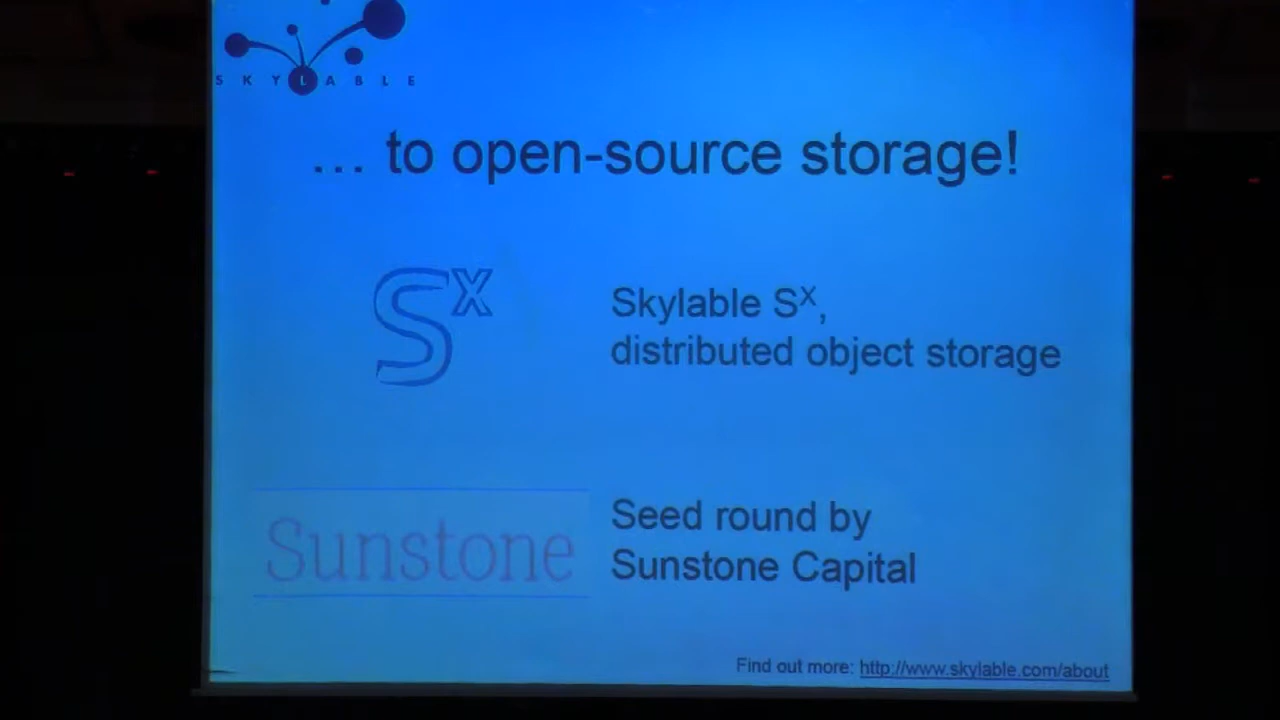 SKYLABLE
... to open-source storage!
Sx
Skylable Sx,
distributed object storage
Sunstone
Seed round by
Sunstone Capital
Find out more: http://www.skylable.com/about